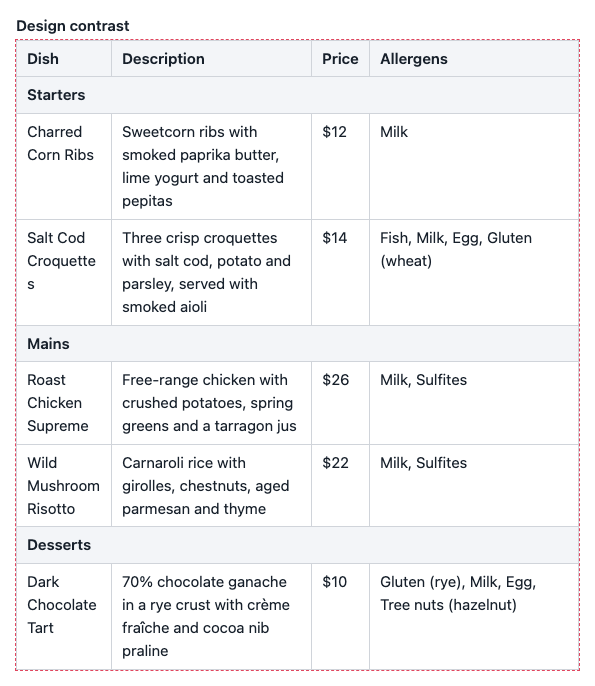 Design contrast
Dish Description Price Allergens
Starters
Charred Sweetcorn ribs with $12 Milk
Corn Ribs smoked paprika butter,
lime yogurt and toasted
pepitas
Salt Cod Three crisp croquettes $14 Fish, Milk, Egg, Gluten
Croquette with salt cod, potato and (wheat)
s parsley, served with
smoked aioli
Mains
Roast Free-range chicken with $26 Milk, Sulfites
Chicken crushed potatoes, spring
Supreme greens and a tarragon jus
Wild Carnaroli rice with $22 Milk, Sulfites
Mushroom girolles, chestnuts, aged
Risotto parmesan and thyme
Desserts
Dark 70% chocolate ganache $10 Gluten (rye), Milk, Egg,
Chocolate in a rye crust with crème Tree nuts (hazelnut)
Tart fraîche and cocoa nib
praline